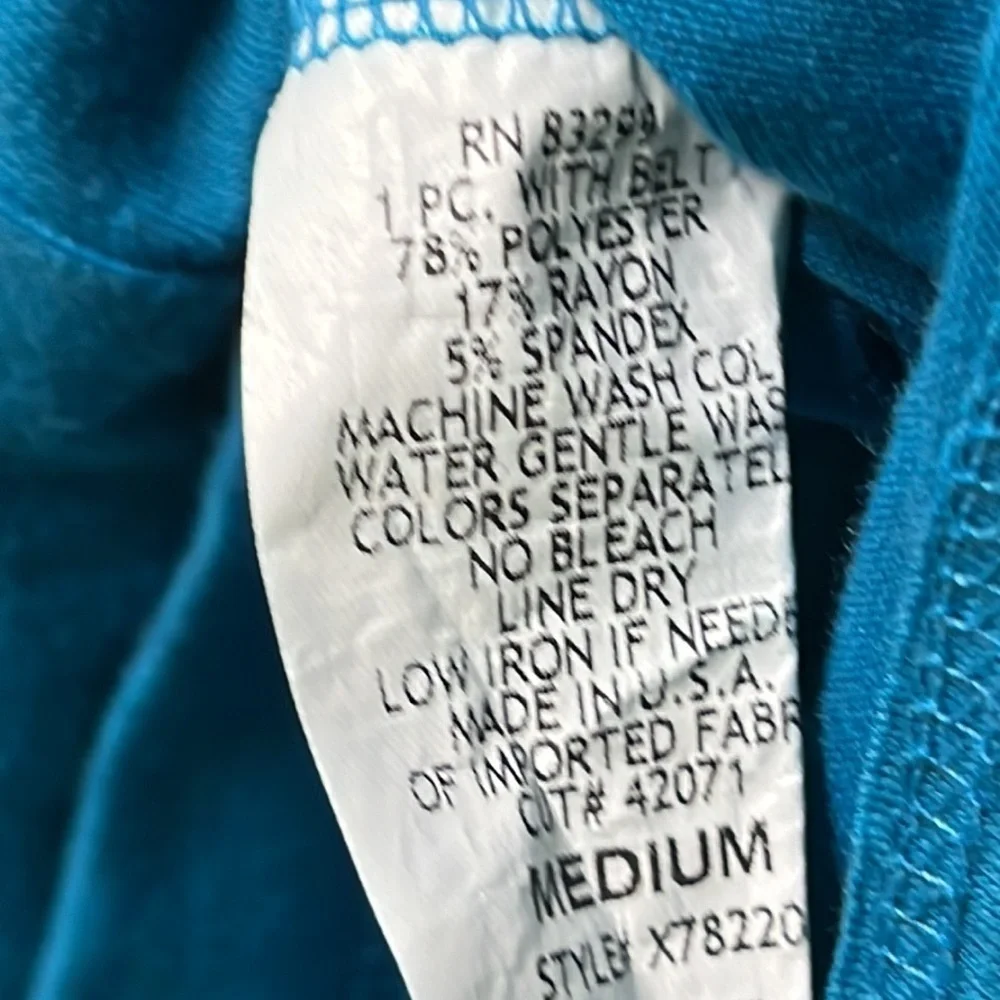 RN 83299
1 PC. WITH BELT
78% POLYESTER
17% RAYON
5% SPANDEX
MACHINE WASH COL
WATER GENTLE WAS
COLORS SEPARATEL
NO BLEACH
LINE DRY
LOW IRON IF NEEDE
MADE IN U.S.A.
OF IMPORTED FABR
CUT# 42071
MEDIUM
STYLE# X78220